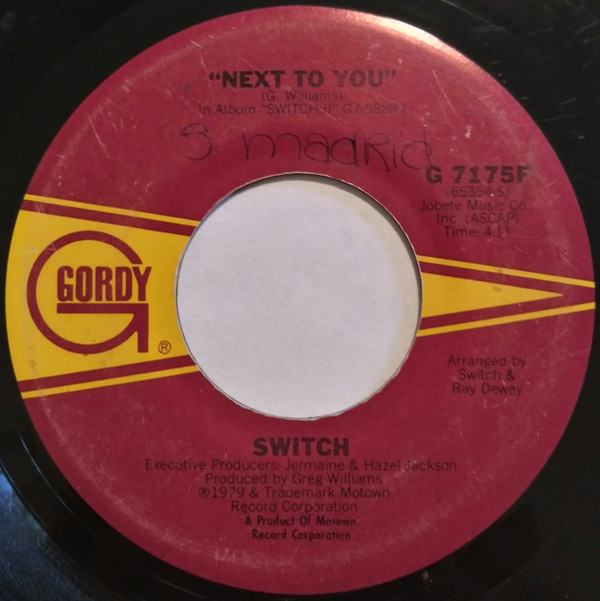 "NEXT TO YOU"
(G. Williams)
In Album "SWITCH II" G7-988R1
S. madrid
G 7175F
(65354 S)
Jobete Music Co.
Inc. (ASCAP)
Time: 4:11
GORDY
®
Arranged by
Switch &
Ray Dewey
SWITCH
Executive Producers: Jermaine & Hazel Jackson
Produced by Greg Williams
℗1979 & Trademark Motown
Record Corporation
A Product Of Motown
Record Corporation